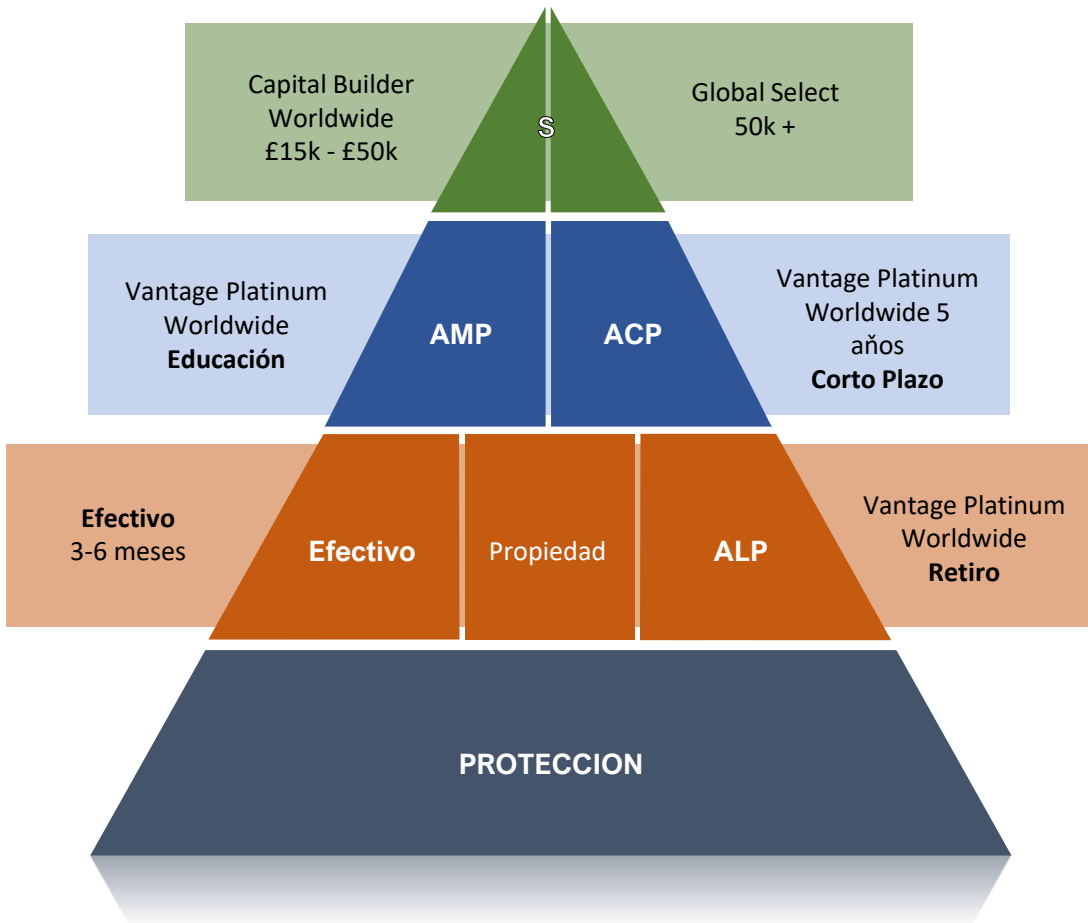 Capital Builder
Worldwide
£15k - £50k
S
Global Select
50k +
Vantage Platinum
Worldwide
Educación
AMP
ACP
Vantage Platinum
Worldwide 5
aňos
Corto Plazo
Efectivo
3-6 meses
Efectivo
Propiedad
ALP
Vantage Platinum
Worldwide
Retiro
PROTECCION